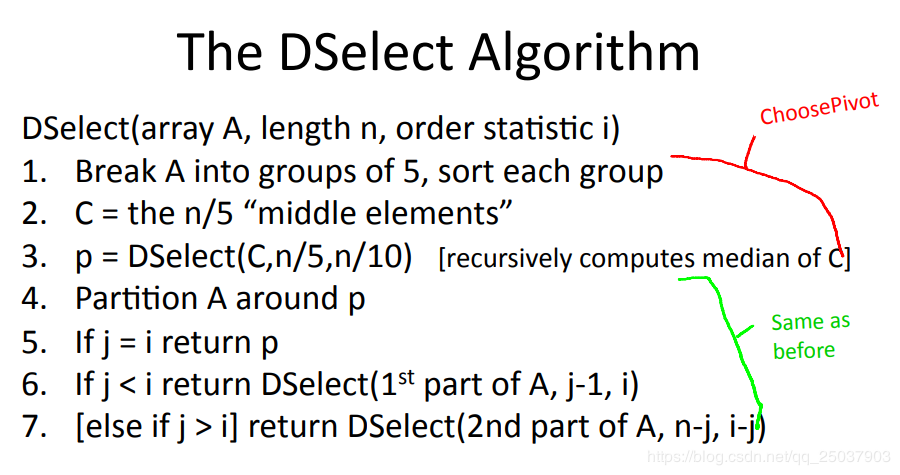 The DSelect Algorithm
ChoosePivot
DSelect(array A, length n, order statistic i)
1. Break A into groups of 5, sort each group
2. C = the n/5 “middle elements”
3. p = DSelect(C,n/5,n/10) [recursively computes median of C]
4. Partition A around p
5. If j = i return p
6. If j < i return DSelect(1st part of A, j-1, i)
7. [else if j > i] return DSelect(2nd part of A, n-j, i-j)
Same as
before
https://blog.csdn.net/qq_25037903